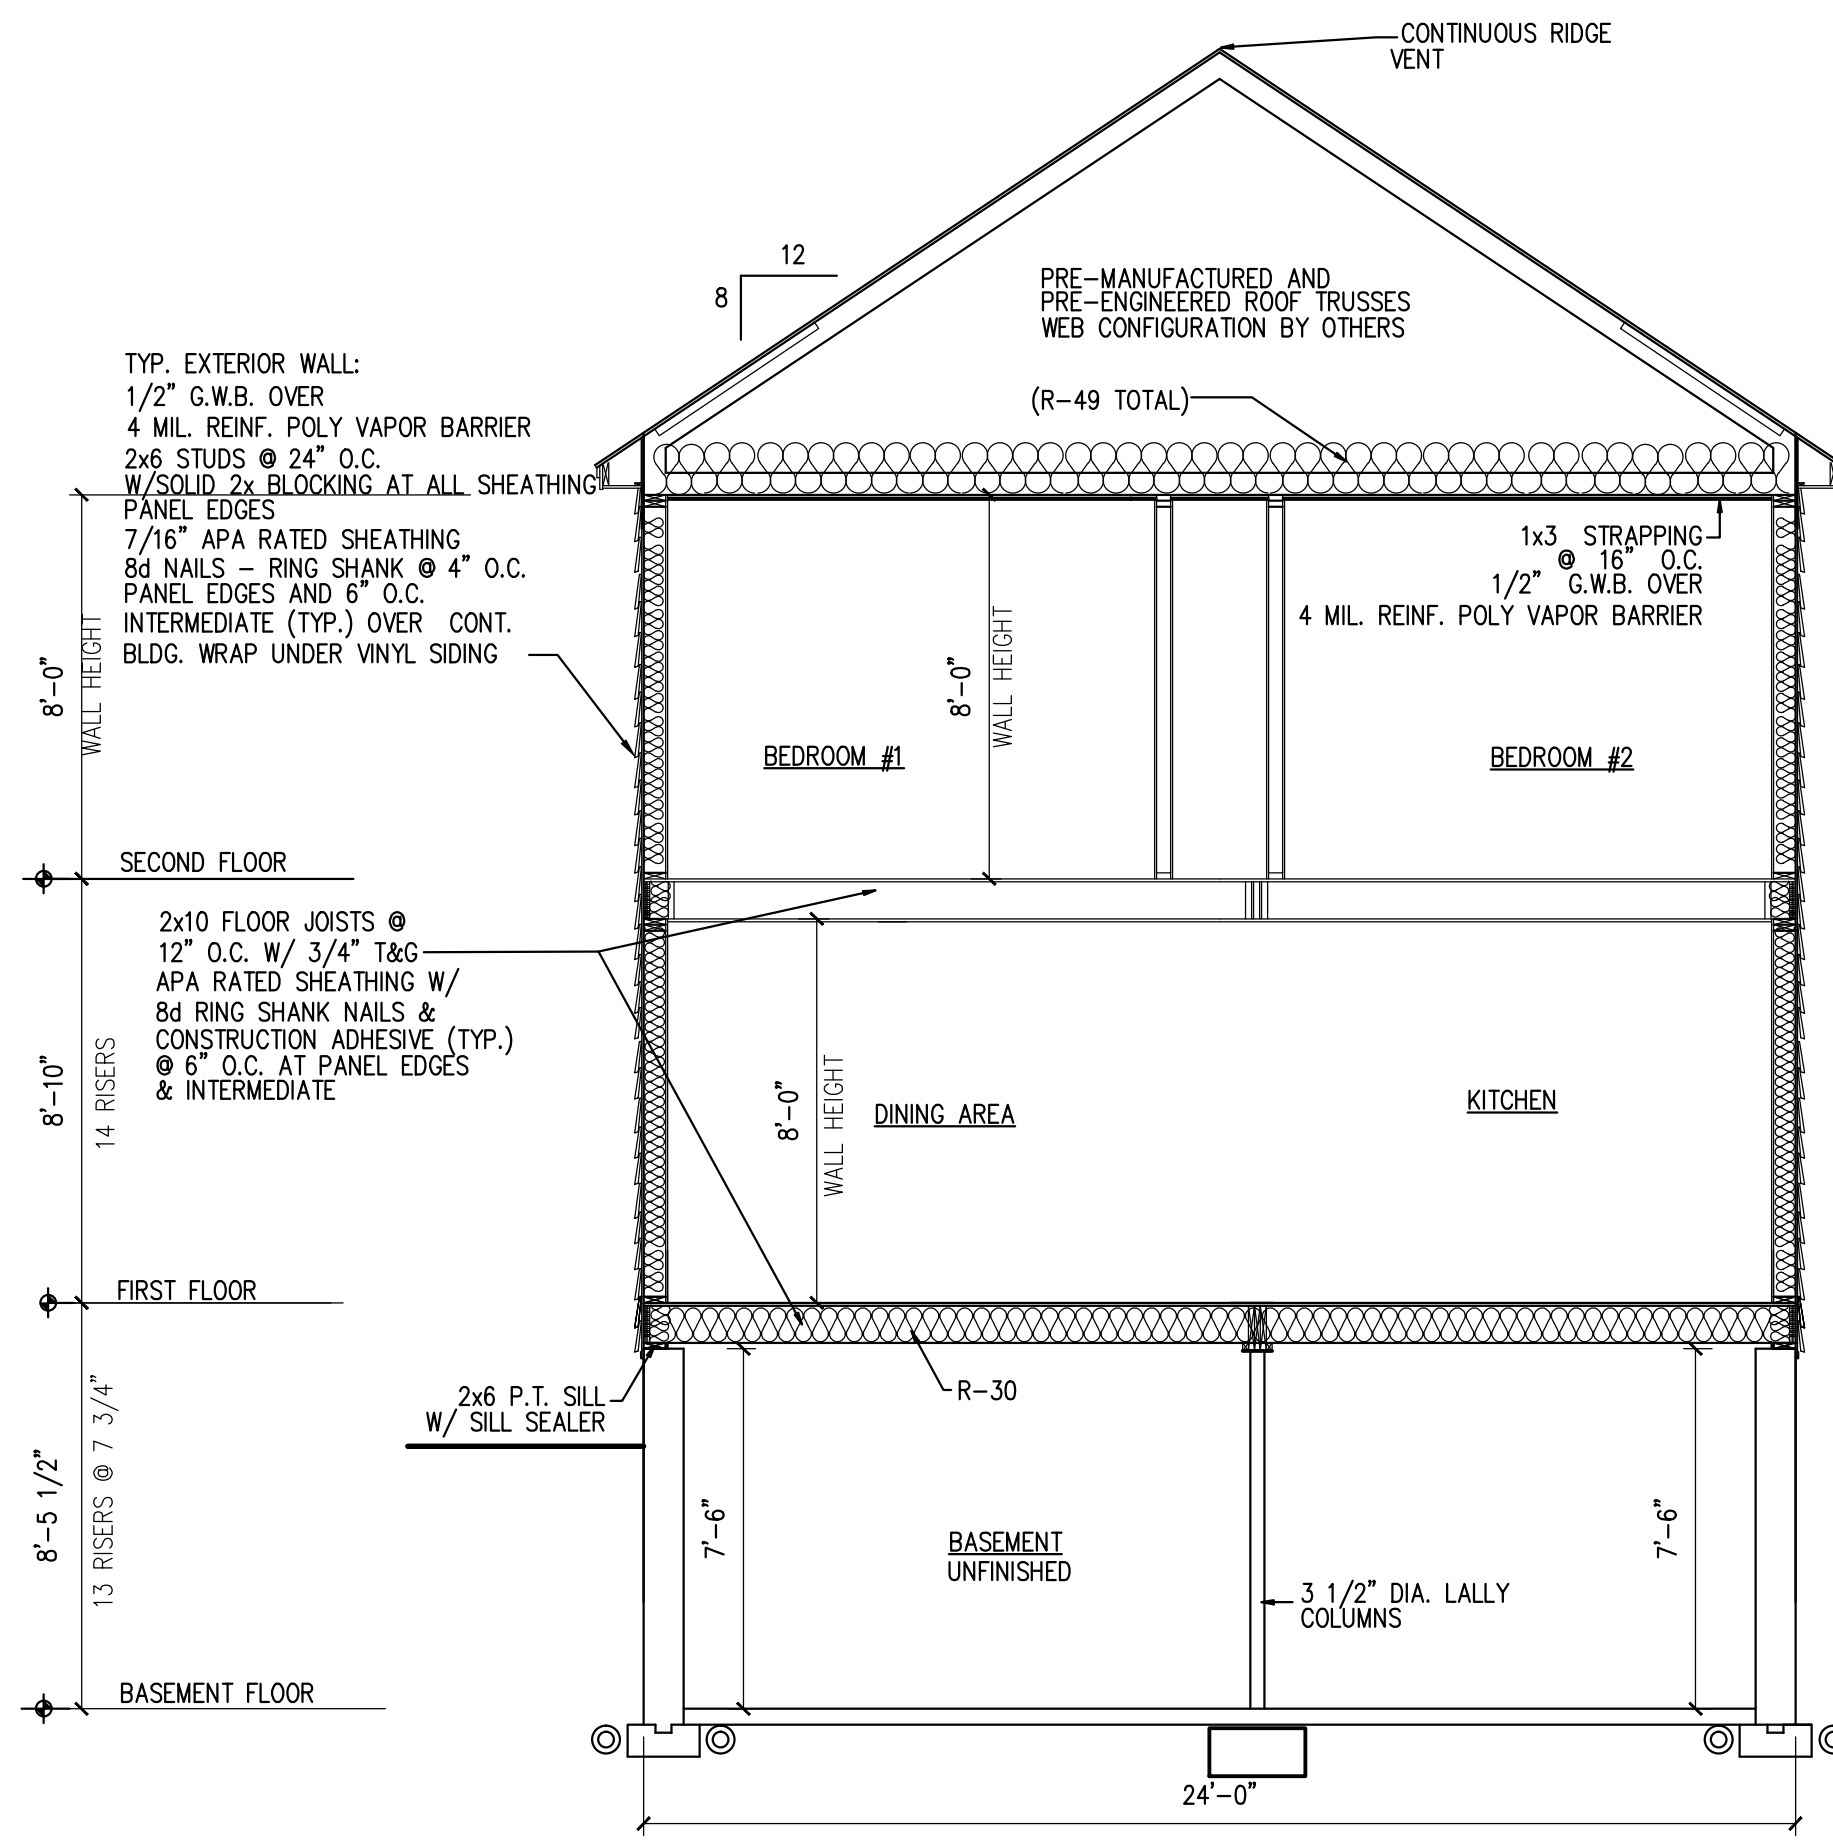 CONTINUOUS RIDGE
VENT
12
8
PRE-MANUFACTURED AND
PRE-ENGINEERED ROOF TRUSSES
WEB CONFIGURATION BY OTHERS
(R-49 TOTAL)
TYP. EXTERIOR WALL:
1/2" G.W.B. OVER
4 MIL. REINF. POLY VAPOR BARRIER
2x6 STUDS @ 24" O.C.
W/SOLID 2x BLOCKING AT ALL SHEATHING
PANEL EDGES
7/16" APA RATED SHEATHING
8d NAILS - RING SHANK @ 4" O.C.
PANEL EDGES AND 6" O.C.
INTERMEDIATE (TYP.) OVER CONT.
BLDG. WRAP UNDER VINYL SIDING
1x3 STRAPPING
@ 16" O.C.
1/2" G.W.B. OVER
4 MIL. REINF. POLY VAPOR BARRIER
8'-0"
WALL HEIGHT
8'-0"
WALL HEIGHT
BEDROOM #1
BEDROOM #2
SECOND FLOOR
2x10 FLOOR JOISTS @
12" O.C. W/ 3/4" T&G
APA RATED SHEATHING W/
8d RING SHANK NAILS &
CONSTRUCTION ADHESIVE (TYP.)
@ 6" O.C. AT PANEL EDGES
& INTERMEDIATE
8'-10"
14 RISERS
8'-0"
WALL HEIGHT
DINING AREA
KITCHEN
FIRST FLOOR
2x6 P.T. SILL
W/ SILL SEALER
R-30
8'-5 1/2"
13 RISERS @ 7 3/4"
7'-6"
BASEMENT
UNFINISHED
7'-6"
3 1/2" DIA. LALLY
COLUMNS
BASEMENT FLOOR
24'-0"